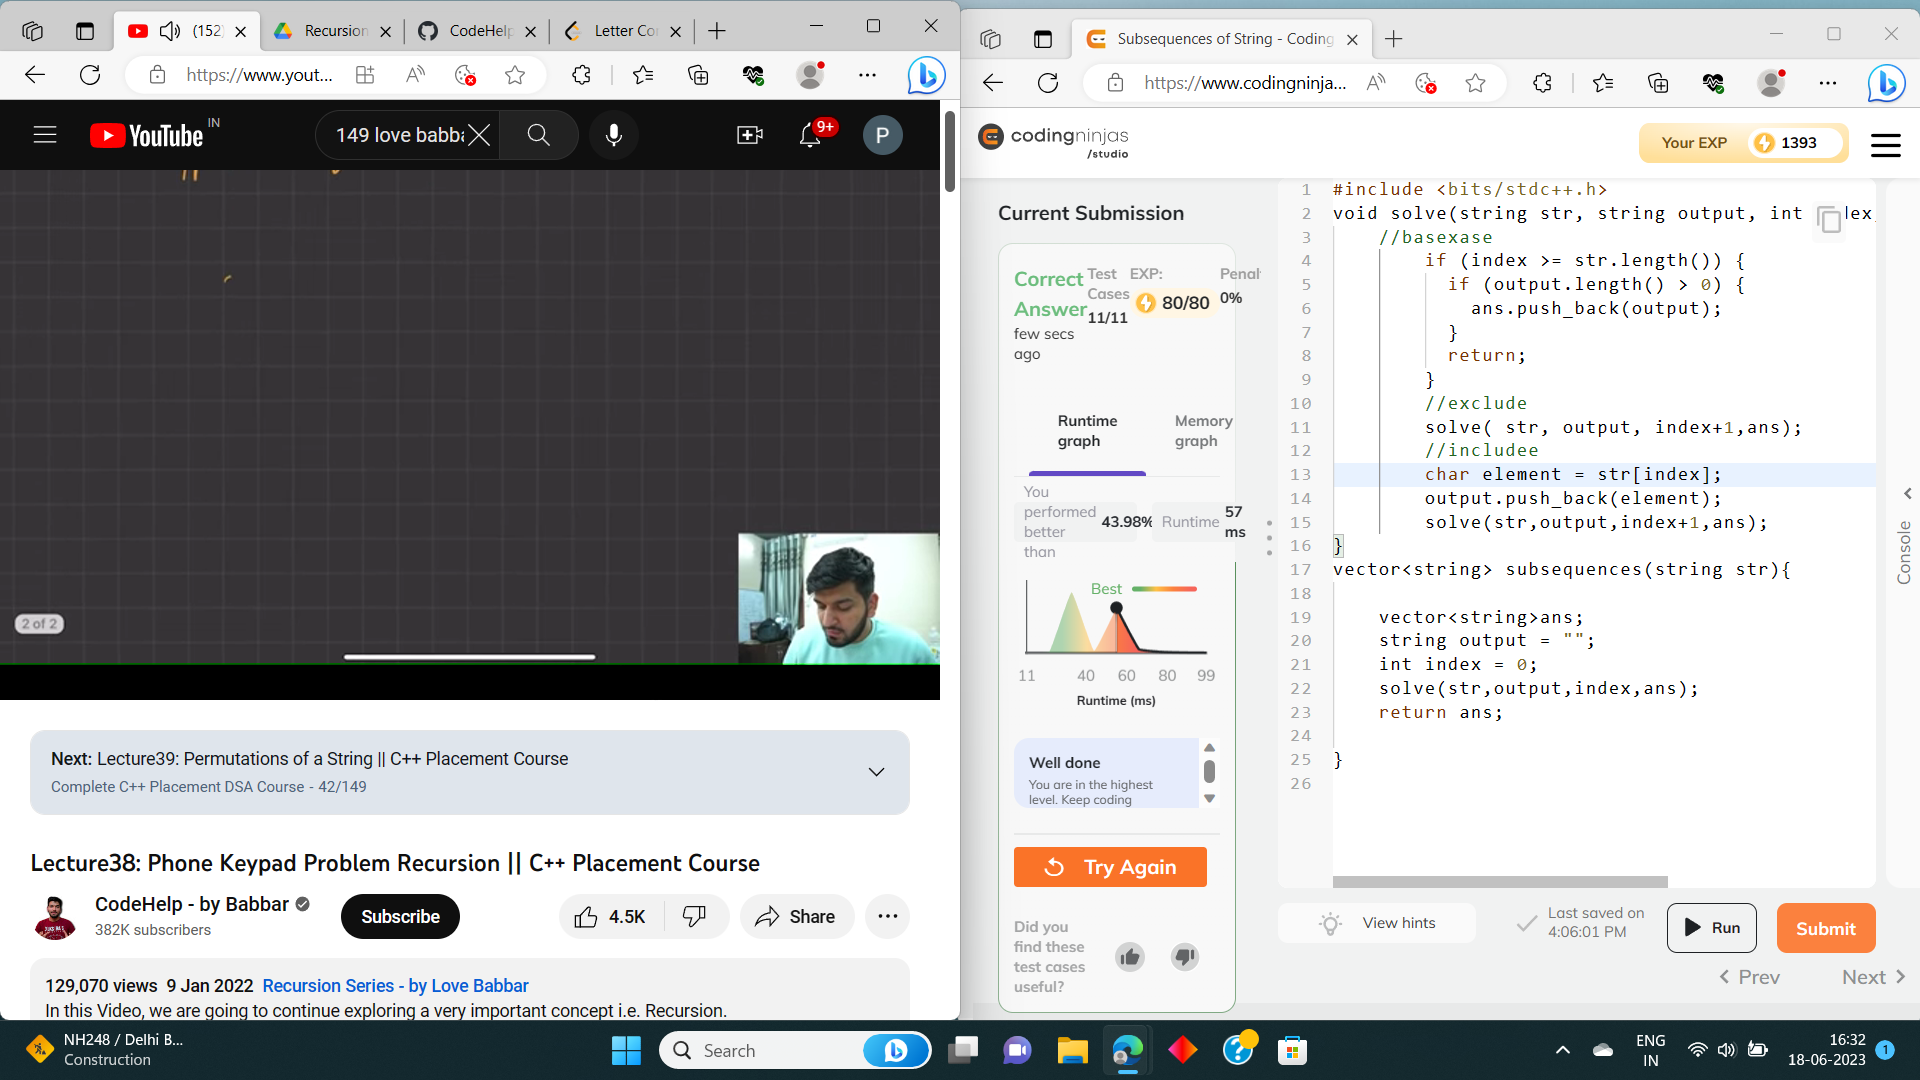 (152)
Recursion
CodeHelp
Letter Co
https://www.yout...
YouTube IN
149 love babba
9+
P
2 of 2
Next: Lecture39: Permutations of a String || C++ Placement Course
Complete C++ Placement DSA Course - 42/149
Lecture38: Phone Keypad Problem Recursion || C++ Placement Course
CodeHelp - by Babbar
382K subscribers
Subscribe
4.5K
Share
129,070 views 9 Jan 2022 Recursion Series - by Love Babbar
In this Video, we are going to continue exploring a very important concept i.e. Recursion.
Subsequences of String - Coding
https://www.codingninja...
codingninjas
/studio
Your EXP 1393
Current Submission
Correct Answer
few secs ago
Test Cases
11/11
EXP:
80/80
Penal
0%
Runtime graph
Memory graph
You performed better than
43.98%
Runtime
57 ms
Best
11 40 60 80 99
Runtime (ms)
Well done
You are in the highest
level. Keep coding
Try Again
Did you find these test cases useful?
1 #include <bits/stdc++.h>
2 void solve(string str, string output, int dex
3 //basexase
4 if (index >= str.length()) {
5 if (output.length() > 0) {
6 ans.push_back(output);
7 }
8 return;
9 }
10 //exclude
11 solve( str, output, index+1,ans);
12 //includee
13 char element = str[index];
14 output.push_back(element);
15 solve(str,output,index+1,ans);
16 }
17 vector<string> subsequences(string str){
18
19 vector<string>ans;
20 string output = "";
21 int index = 0;
22 solve(str,output,index,ans);
23 return ans;
24
25 }
26
Console
View hints
Last saved on
4:06:01 PM
Run
Submit
Prev
Next
NH248 / Delhi B...
Construction
Search
ENG
IN
16:32
18-06-2023
1